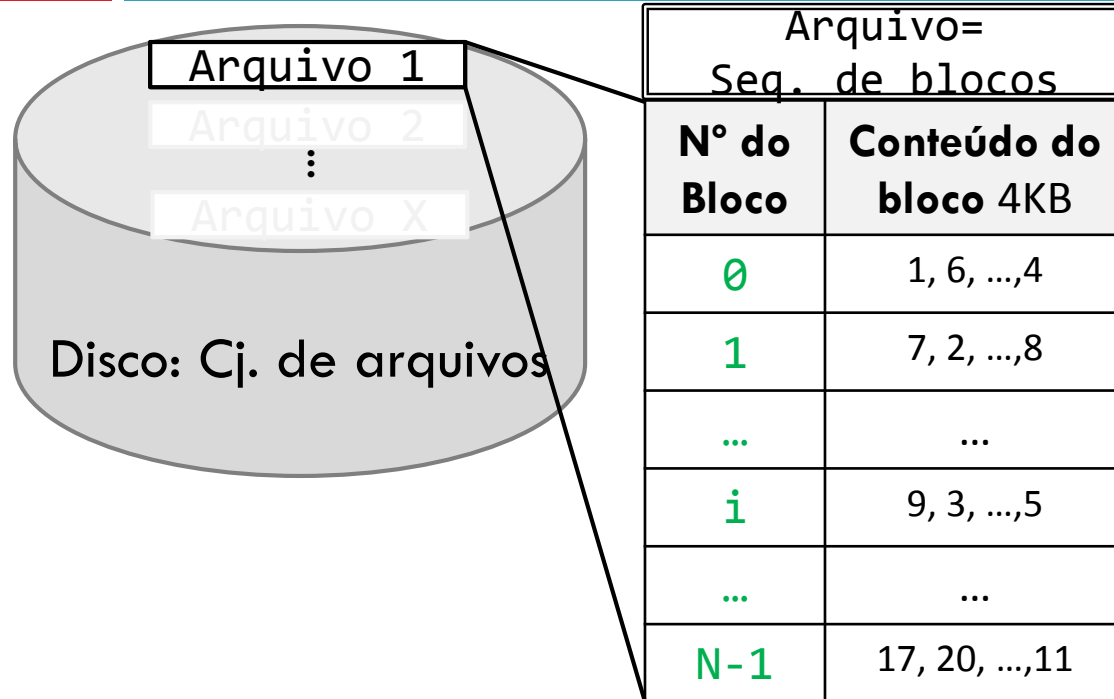 Arquivo 1
Arquivo 2
⋮
Arquivo X
Disco: Cj. de arquivos
Arquivo=
Seq. de blocos
N° do Bloco
Conteúdo do bloco 4KB
0
1, 6, …,4
1
7, 2, …,8
…
...
i
9, 3, …,5
…
...
N-1
17, 20, …,11